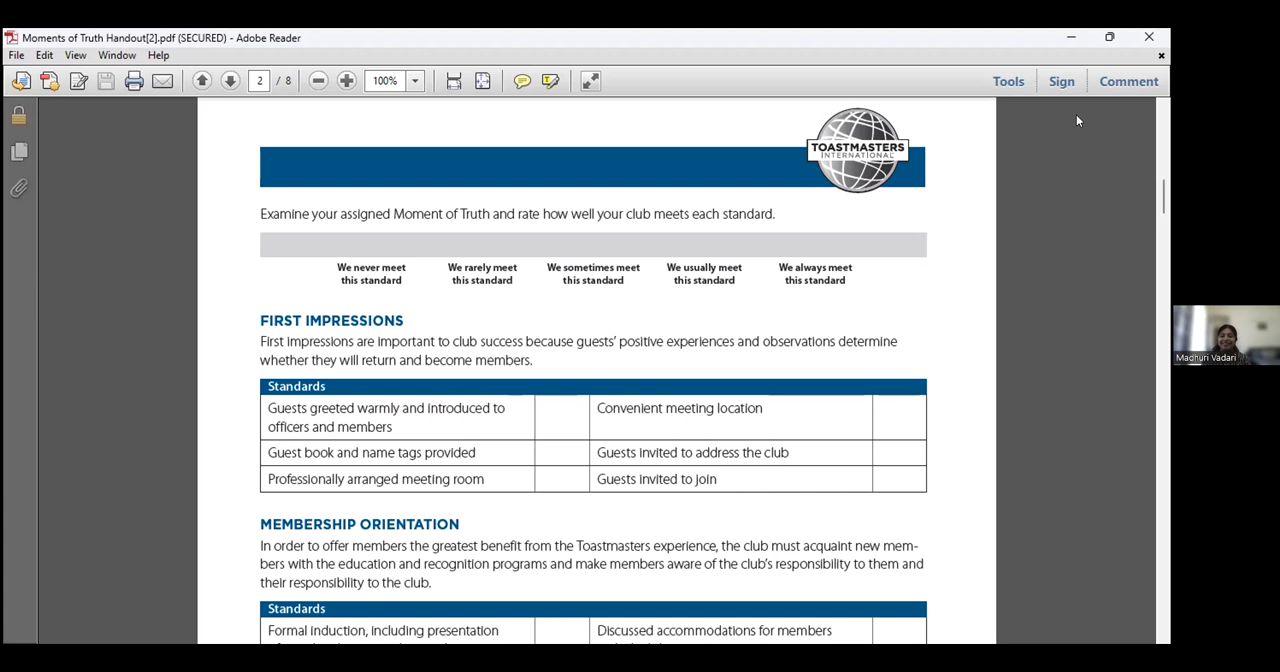 Moments of Truth Handout[2].pdf (SECURED) - Adobe Reader
File Edit View Window Help
2 / 8 100% Tools Sign Comment
TOASTMASTERS
INTERNATIONAL
Examine your assigned Moment of Truth and rate how well your club meets each standard.
We never meet this standard
We rarely meet this standard
We sometimes meet this standard
We usually meet this standard
We always meet this standard
FIRST IMPRESSIONS
First impressions are important to club success because guests' positive experiences and observations determine
whether they will return and become members.
Standards
Guests greeted warmly and introduced to
officers and members
Convenient meeting location
Guest book and name tags provided
Guests invited to address the club
Professionally arranged meeting room
Guests invited to join
MEMBERSHIP ORIENTATION
In order to offer members the greatest benefit from the Toastmasters experience, the club must acquaint new mem-
bers with the education and recognition programs and make members aware of the club's responsibility to them and
their responsibility to the club.
Standards
Formal induction, including presentation
Discussed accommodations for members
Madhuri Vadari